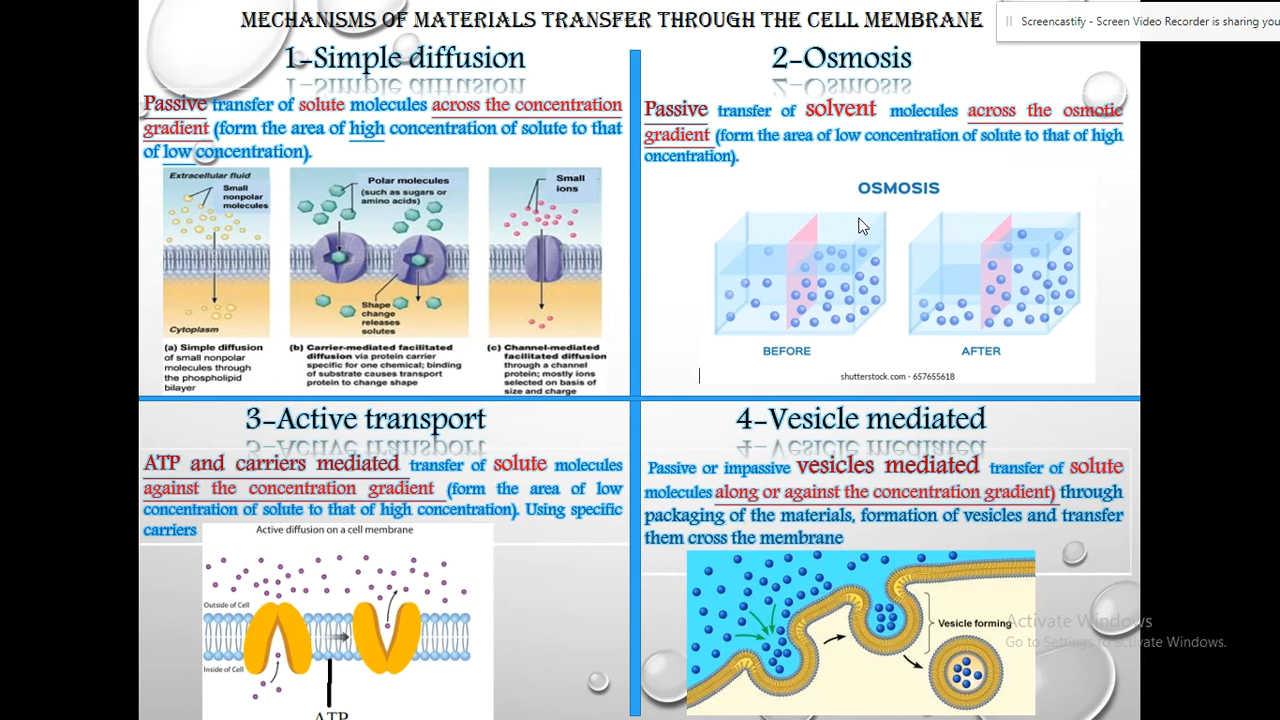 MECHANISMS OF MATERIALS TRANSFER THROUGH THE CELL MEMBRANE
Screencastify - Screen Video Recorder is sharing you
1-Simple diffusion
Passive transfer of solute molecules across the concentration
gradient (form the area of high concentration of solute to that
of low concentration).
Extracellular fluid
Small
nonpolar
molecules
Cytoplasm
(a) Simple diffusion
of small nonpolar
molecules through
the phospholipid
bilayer
Polar molecules
(such as sugars or
amino acids)
Shape
change
releases
solutes
(b) Carrier-mediated facilitated
diffusion via protein carrier
specific for one chemical; binding
of substrate causes transport
protein to change shape
Small
ions
(c) Channel-mediated
facilitated diffusion
through a channel
protein; mostly ions
selected on basis of
size and charge
2-Osmosis
Passive transfer of solvent molecules across the osmotic
gradient (form the area of low concentration of solute to that of high
oncentration).
OSMOSIS
BEFORE
AFTER
shutterstock.com · 657655618
3-Active transport
ATP and carriers mediated transfer of solute molecules
against the concentration gradient (form the area of low
concentration of solute to that of high concentration). Using specific
carriers
Active diffusion on a cell membrane
Outside of Cell
Inside of Cell
ATP
4-Vesicle mediated
Passive or impassive vesicles mediated transfer of solute
molecules along or against the concentration gradient) through
packaging of the materials, formation of vesicles and transfer
them cross the membrane
Vesicle forming
Activate Windows
Go to Settings to activate Windows.